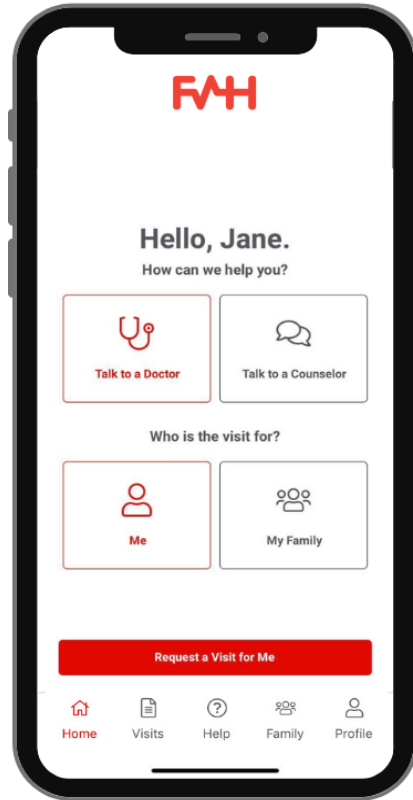 FAH
Hello, Jane.
How can we help you?
Talk to a Doctor Talk to a Counselor
Who is the visit for?
Me My Family
Request a Visit for Me
Home Visits Help Family Profile